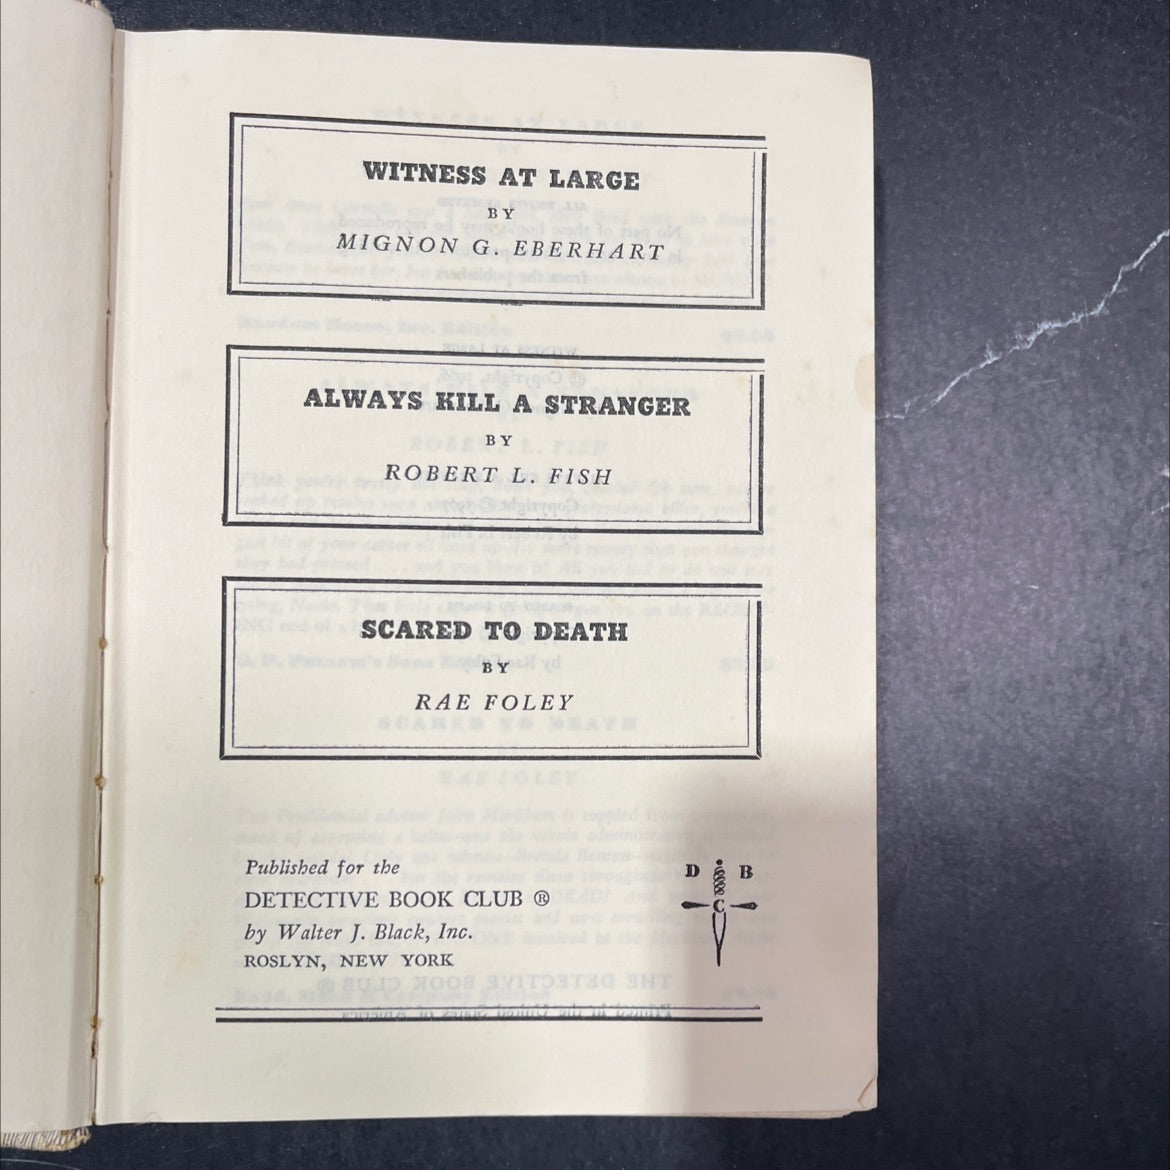 WITNESS AT LARGE
BY
MIGNON G. EBERHART
ALWAYS KILL A STRANGER
BY
ROBERT L. FISH
SCARED TO DEATH
BY
RAE FOLEY
Published for the
DETECTIVE BOOK CLUB ®
by Walter J. Black, Inc.
ROSLYN, NEW YORK
D B
C